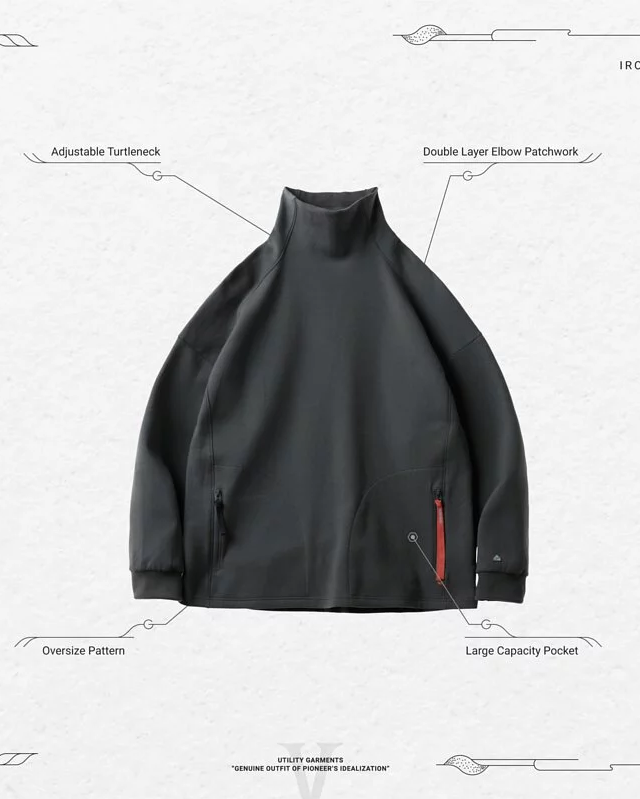 IRO
Adjustable Turtleneck
Double Layer Elbow Patchwork
Oversize Pattern
Large Capacity Pocket
V
UTILITY GARMENTS
"GENUINE OUTFIT OF PIONEER'S IDEALIZATION"